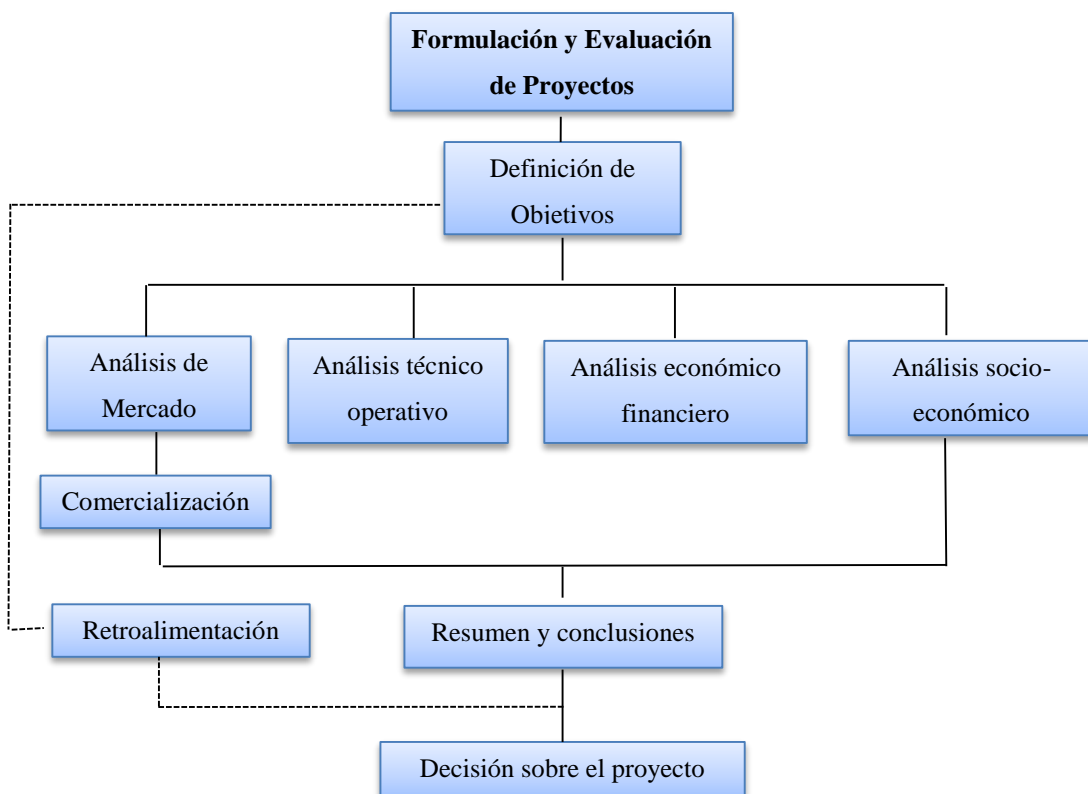 Formulación y Evaluación
de Proyectos
Definición de
Objetivos
Análisis de
Mercado
Análisis técnico
operativo
Análisis económico
financiero
Análisis socio-
económico
Comercialización
Retroalimentación
Resumen y conclusiones
Decisión sobre el proyecto